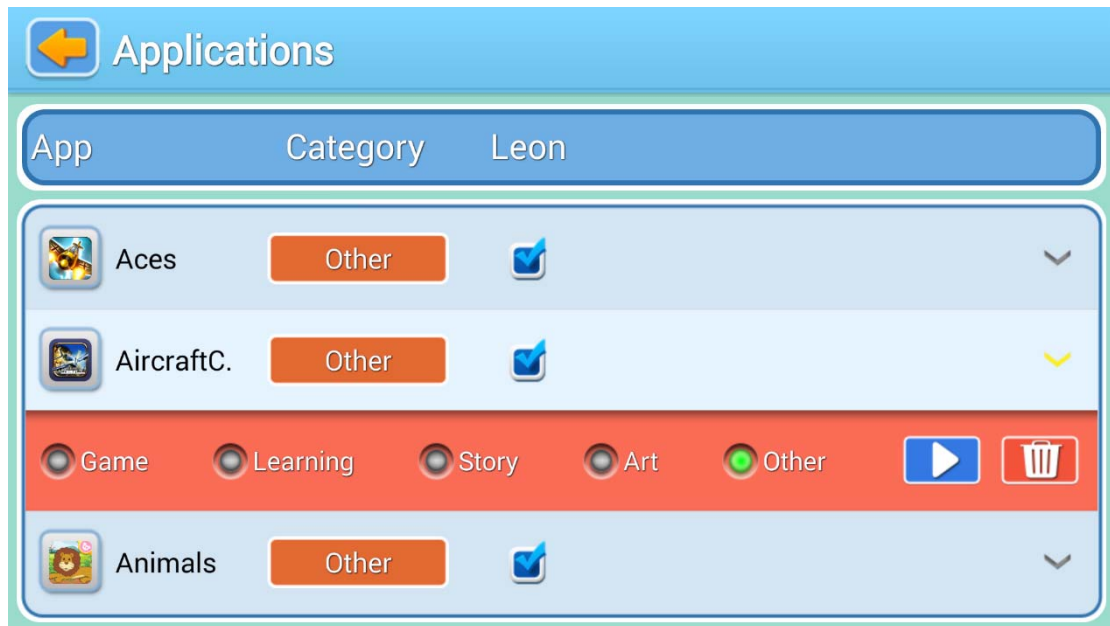 Applications
App Category Leon
Aces Other
AircraftC. Other
Game Learning Story Art Other
Animals Other